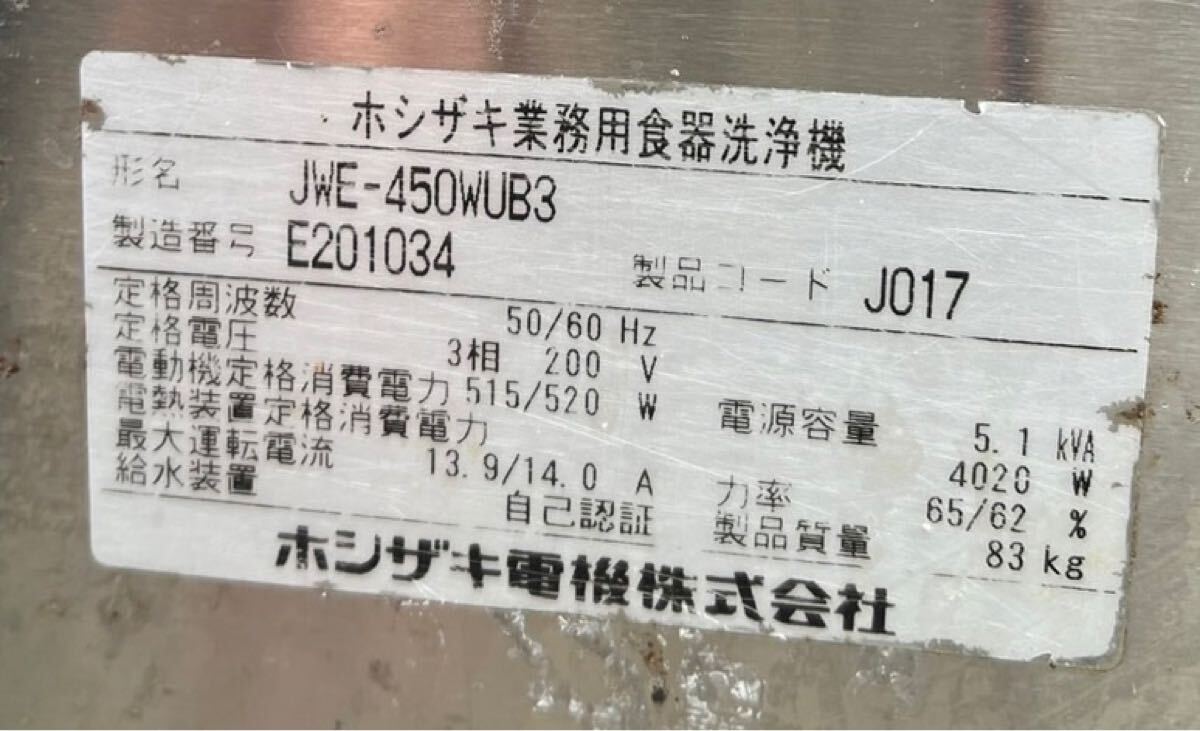 ホシザキ業務用食器洗浄機
形名 JWE-450WUB3
製造番号 E201034 製品コード J017
定格周波数 50/60 Hz
定格電圧 3相 200 V
電動機定格消費電力 515/520 W 電源容量 5.1 kVA
電熱装置定格消費電力 4020 W
最大運転電流 13.9/14.0 A 力率 65/62 %
給水装置 自己認証 製品質量 83 kg
ホシザキ電機株式会社